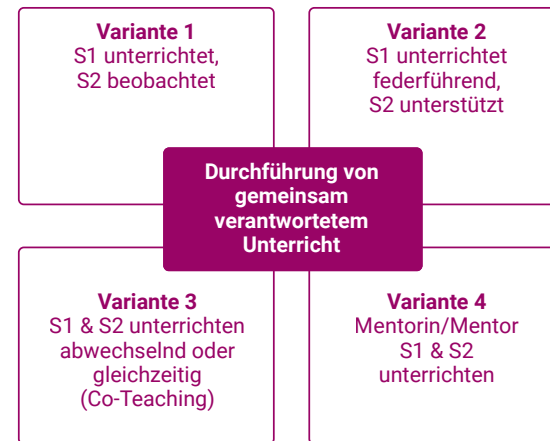 Variante 1
S1 unterrichtet,
S2 beobachtet
Variante 2
S1 unterrichtet
federführend,
S2 unterstützt
Durchführung von
gemeinsam
verantwortetem
Unterricht
Variante 3
S1 & S2 unterrichten
abwechselnd oder
gleichzeitig
(Co-Teaching)
Variante 4
Mentorin/Mentor
S1 & S2
unterrichten